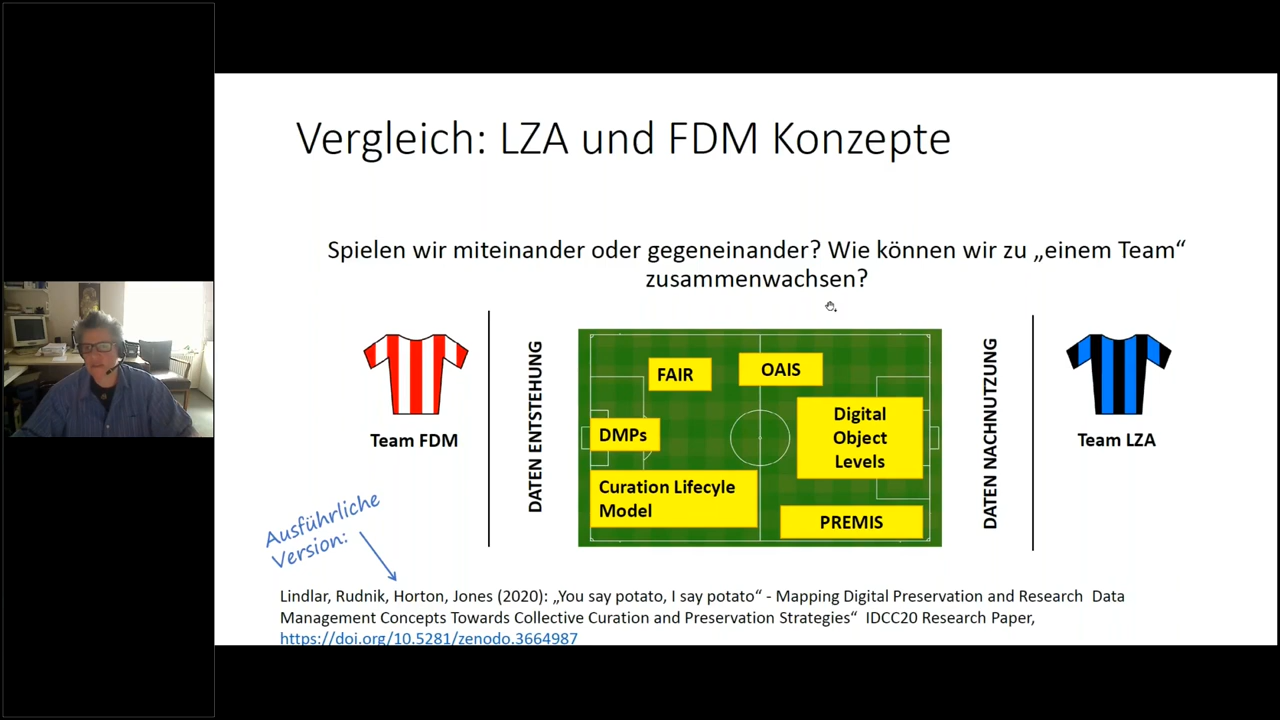 Vergleich: LZA und FDM Konzepte
Spielen wir miteinander oder gegeneinander? Wie können wir zu „einem Team“
zusammenwachsen?
Team FDM
DATEN ENTSTEHUNG
FAIR
OAIS
DMPs
Digital
Object
Levels
Curation Lifecyle
Model
PREMIS
DATEN NACHNUTZUNG
Team LZA
Ausführliche
Version:
Lindlar, Rudnik, Horton, Jones (2020): „You say potato, I say potato“ - Mapping Digital Preservation and Research Data
Management Concepts Towards Collective Curation and Preservation Strategies“ IDCC20 Research Paper,
https://doi.org/10.5281/zenodo.3664987